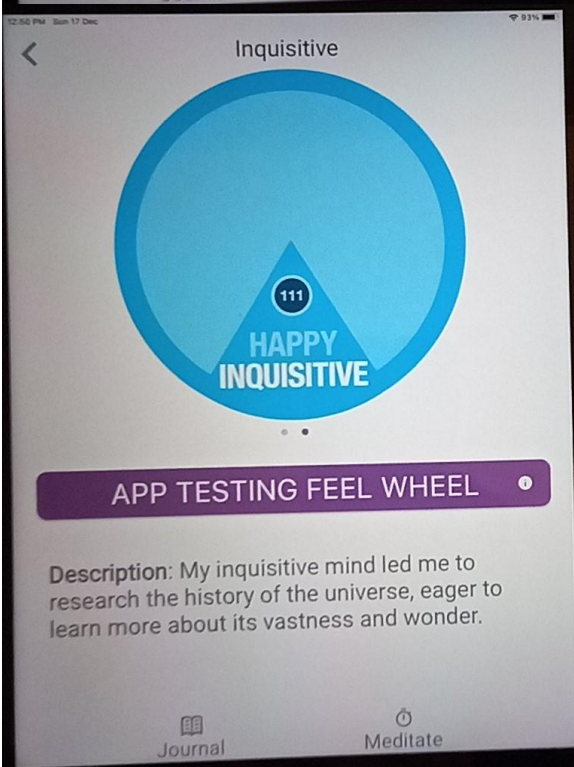 12:50 PM Sun 17 Dec
93%
Inquisitive
111
HAPPY
INQUISITIVE
APP TESTING FEEL WHEEL
Description: My inquisitive mind led me to
research the history of the universe, eager to
learn more about its vastness and wonder.
Journal
Meditate